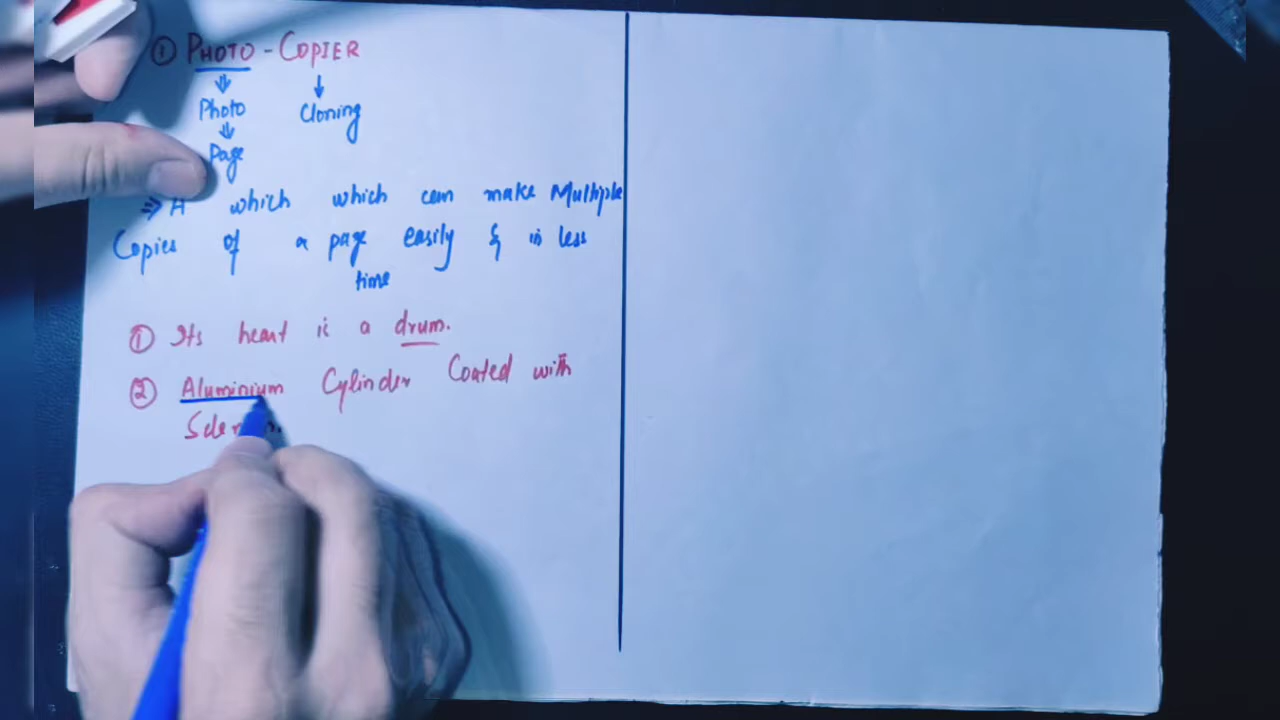 ① PHOTO - COPIER
Photo Cloning
Page
⇒ A which which can make Multiple
Copies of a page easily & in less
time
① Its heart is a drum.
② Aluminium Cylinder Coated with